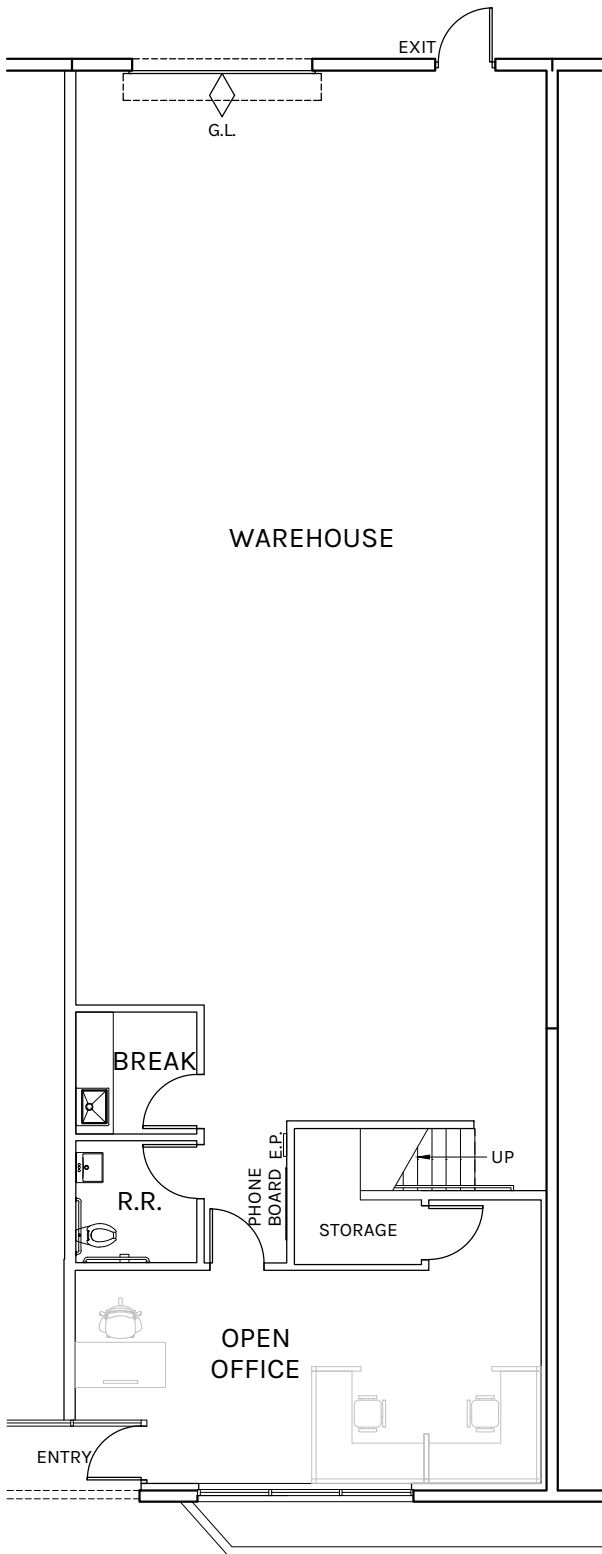 EXIT
G.L.
WAREHOUSE
BREAK
E.P.
PHONE
BOARD
UP
R.R.
STORAGE
OPEN
OFFICE
ENTRY